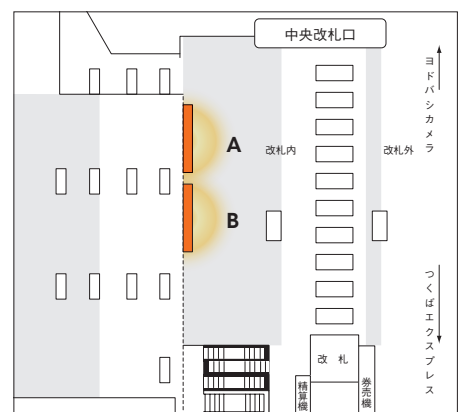 中央改札口
ヨドバシカメラ
A
改札内
改札外
B
つくばエクスプレス
改 札
精算機
券売機